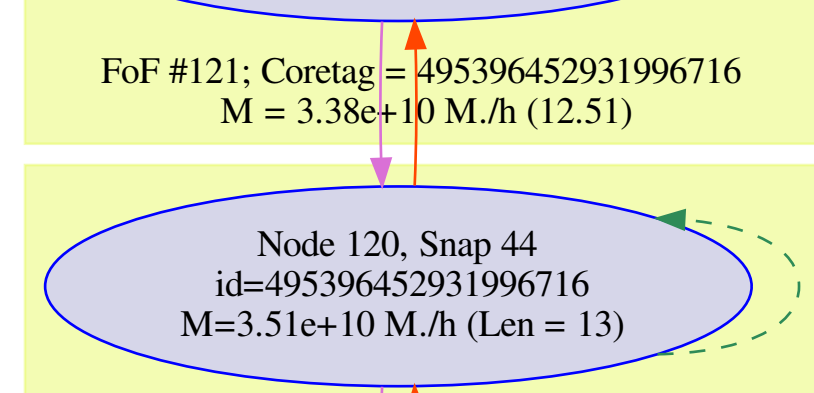 FoF #121; Coretag = 495396452931996716
M = 3.38e+10 M./h (12.51)
Node 120, Snap 44
id=495396452931996716
M=3.51e+10 M./h (Len = 13)